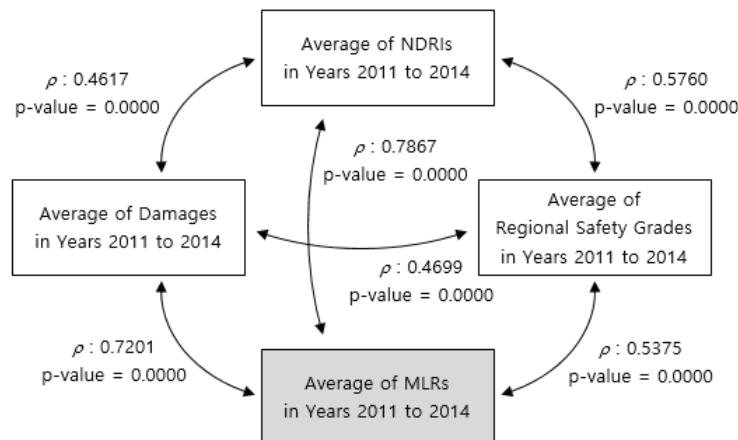 Average of NDRIs
in Years 2011 to 2014
ρ : 0.4617
p-value = 0.0000
ρ : 0.5760
p-value = 0.0000
ρ : 0.7867
p-value = 0.0000
Average of Damages
in Years 2011 to 2014
Average of
Regional Safety Grades
in Years 2011 to 2014
ρ : 0.4699
p-value = 0.0000
ρ : 0.7201
p-value = 0.0000
ρ : 0.5375
p-value = 0.0000
Average of MLRs
in Years 2011 to 2014